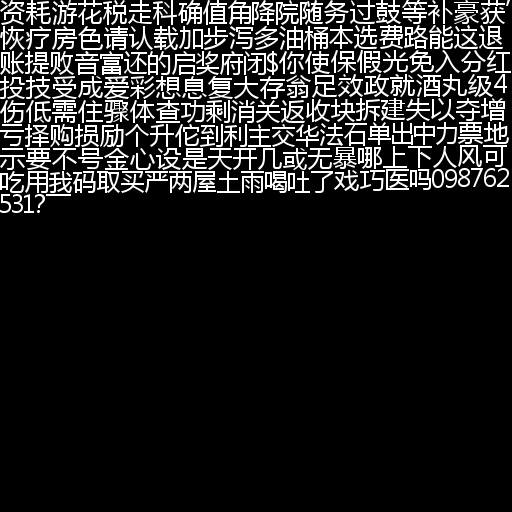 资耗游花税走科确值角降院随务过鼓等补豪获'
恢疗房色请认载加步泻多油桶本选费路能这退
账提败音富还的启奖府闭$你使保假光免入分红
投技受成爱彩想息复大存翁足效政就酒丸级4
伤低需住骤体查功剩消关返收块拆建失以夺增
亏择购损励个升佗到利主交华法石单出中力票地
示要不号金心设是天开几或无暴哪上下人风可
吃用我码取买严两屋土雨喝吐了戏巧医吗098762
531?一